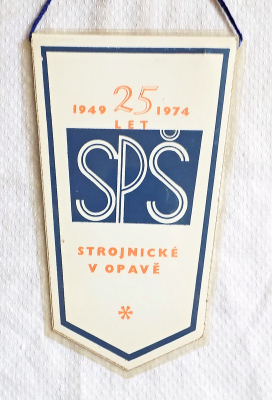 1949 25 1974
LET
SPŠ
STROJNICKÉ
V OPAVĚ